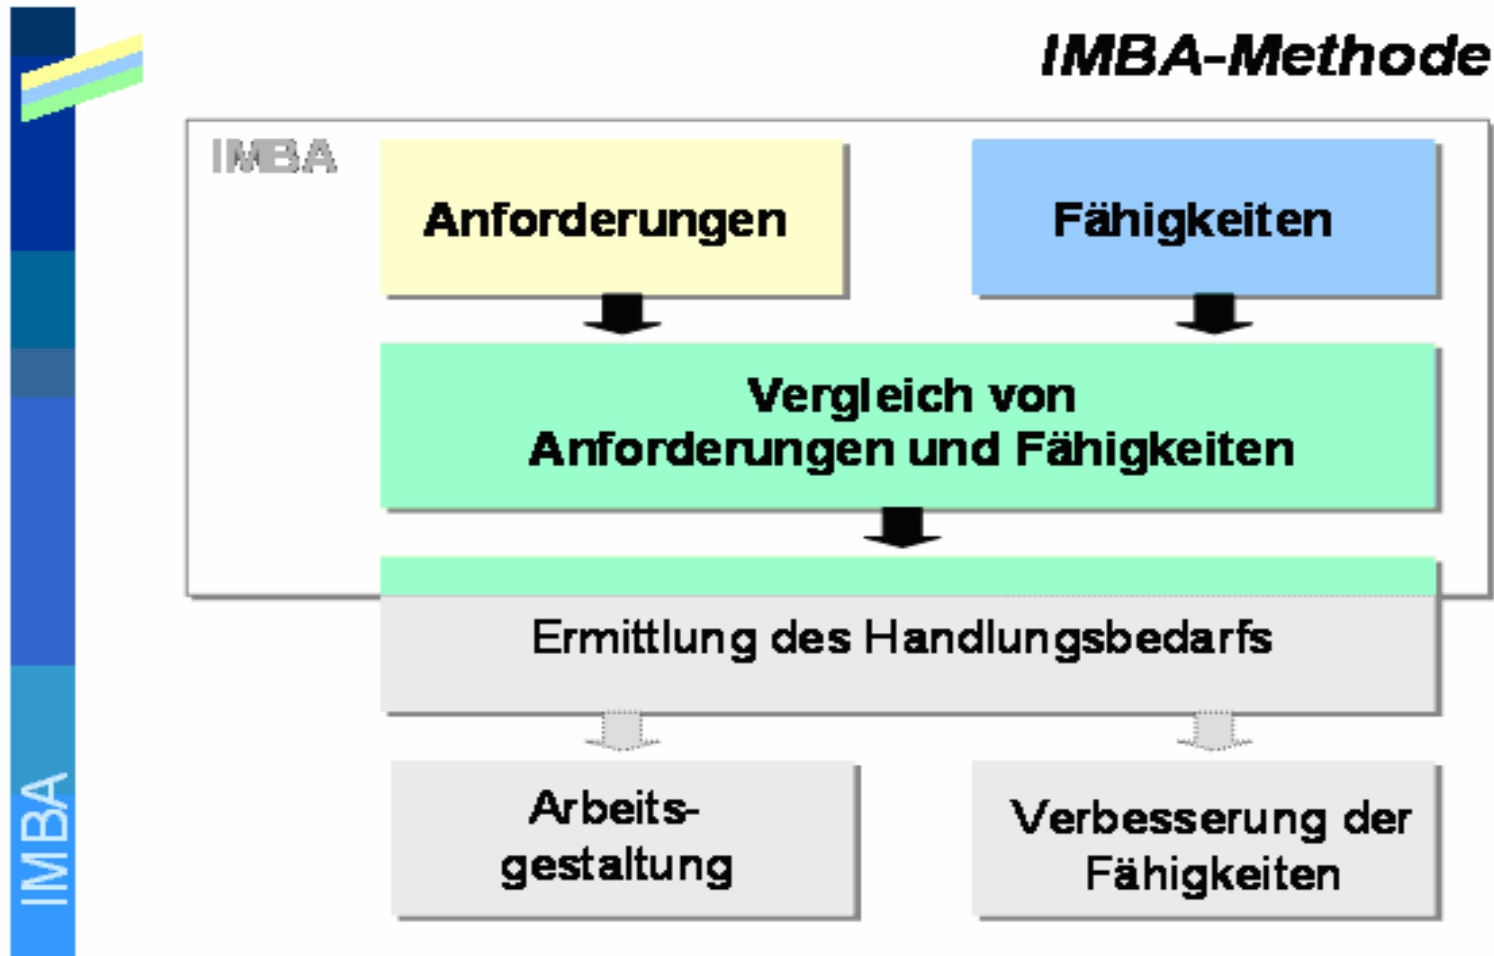 IMBA-Methode
IMBA
Anforderungen
Fähigkeiten
Vergleich von
Anforderungen und Fähigkeiten
Ermittlung des Handlungsbedarfs
Arbeits-
gestaltung
Verbesserung der
Fähigkeiten
IMBA